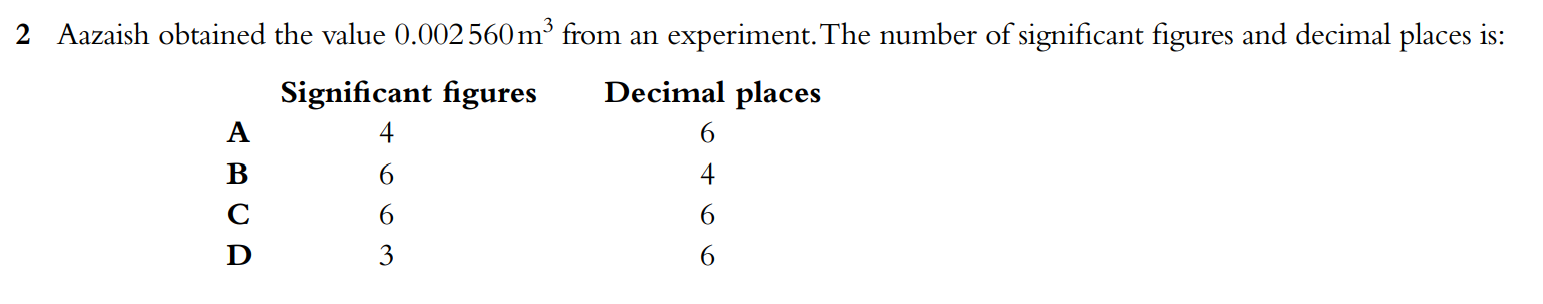 2 Aazaish obtained the value 0.002 560 m³ from an experiment. The number of significant figures and decimal places is:
Significant figures Decimal places
A 4 6
B 6 4
C 6 6
D 3 6